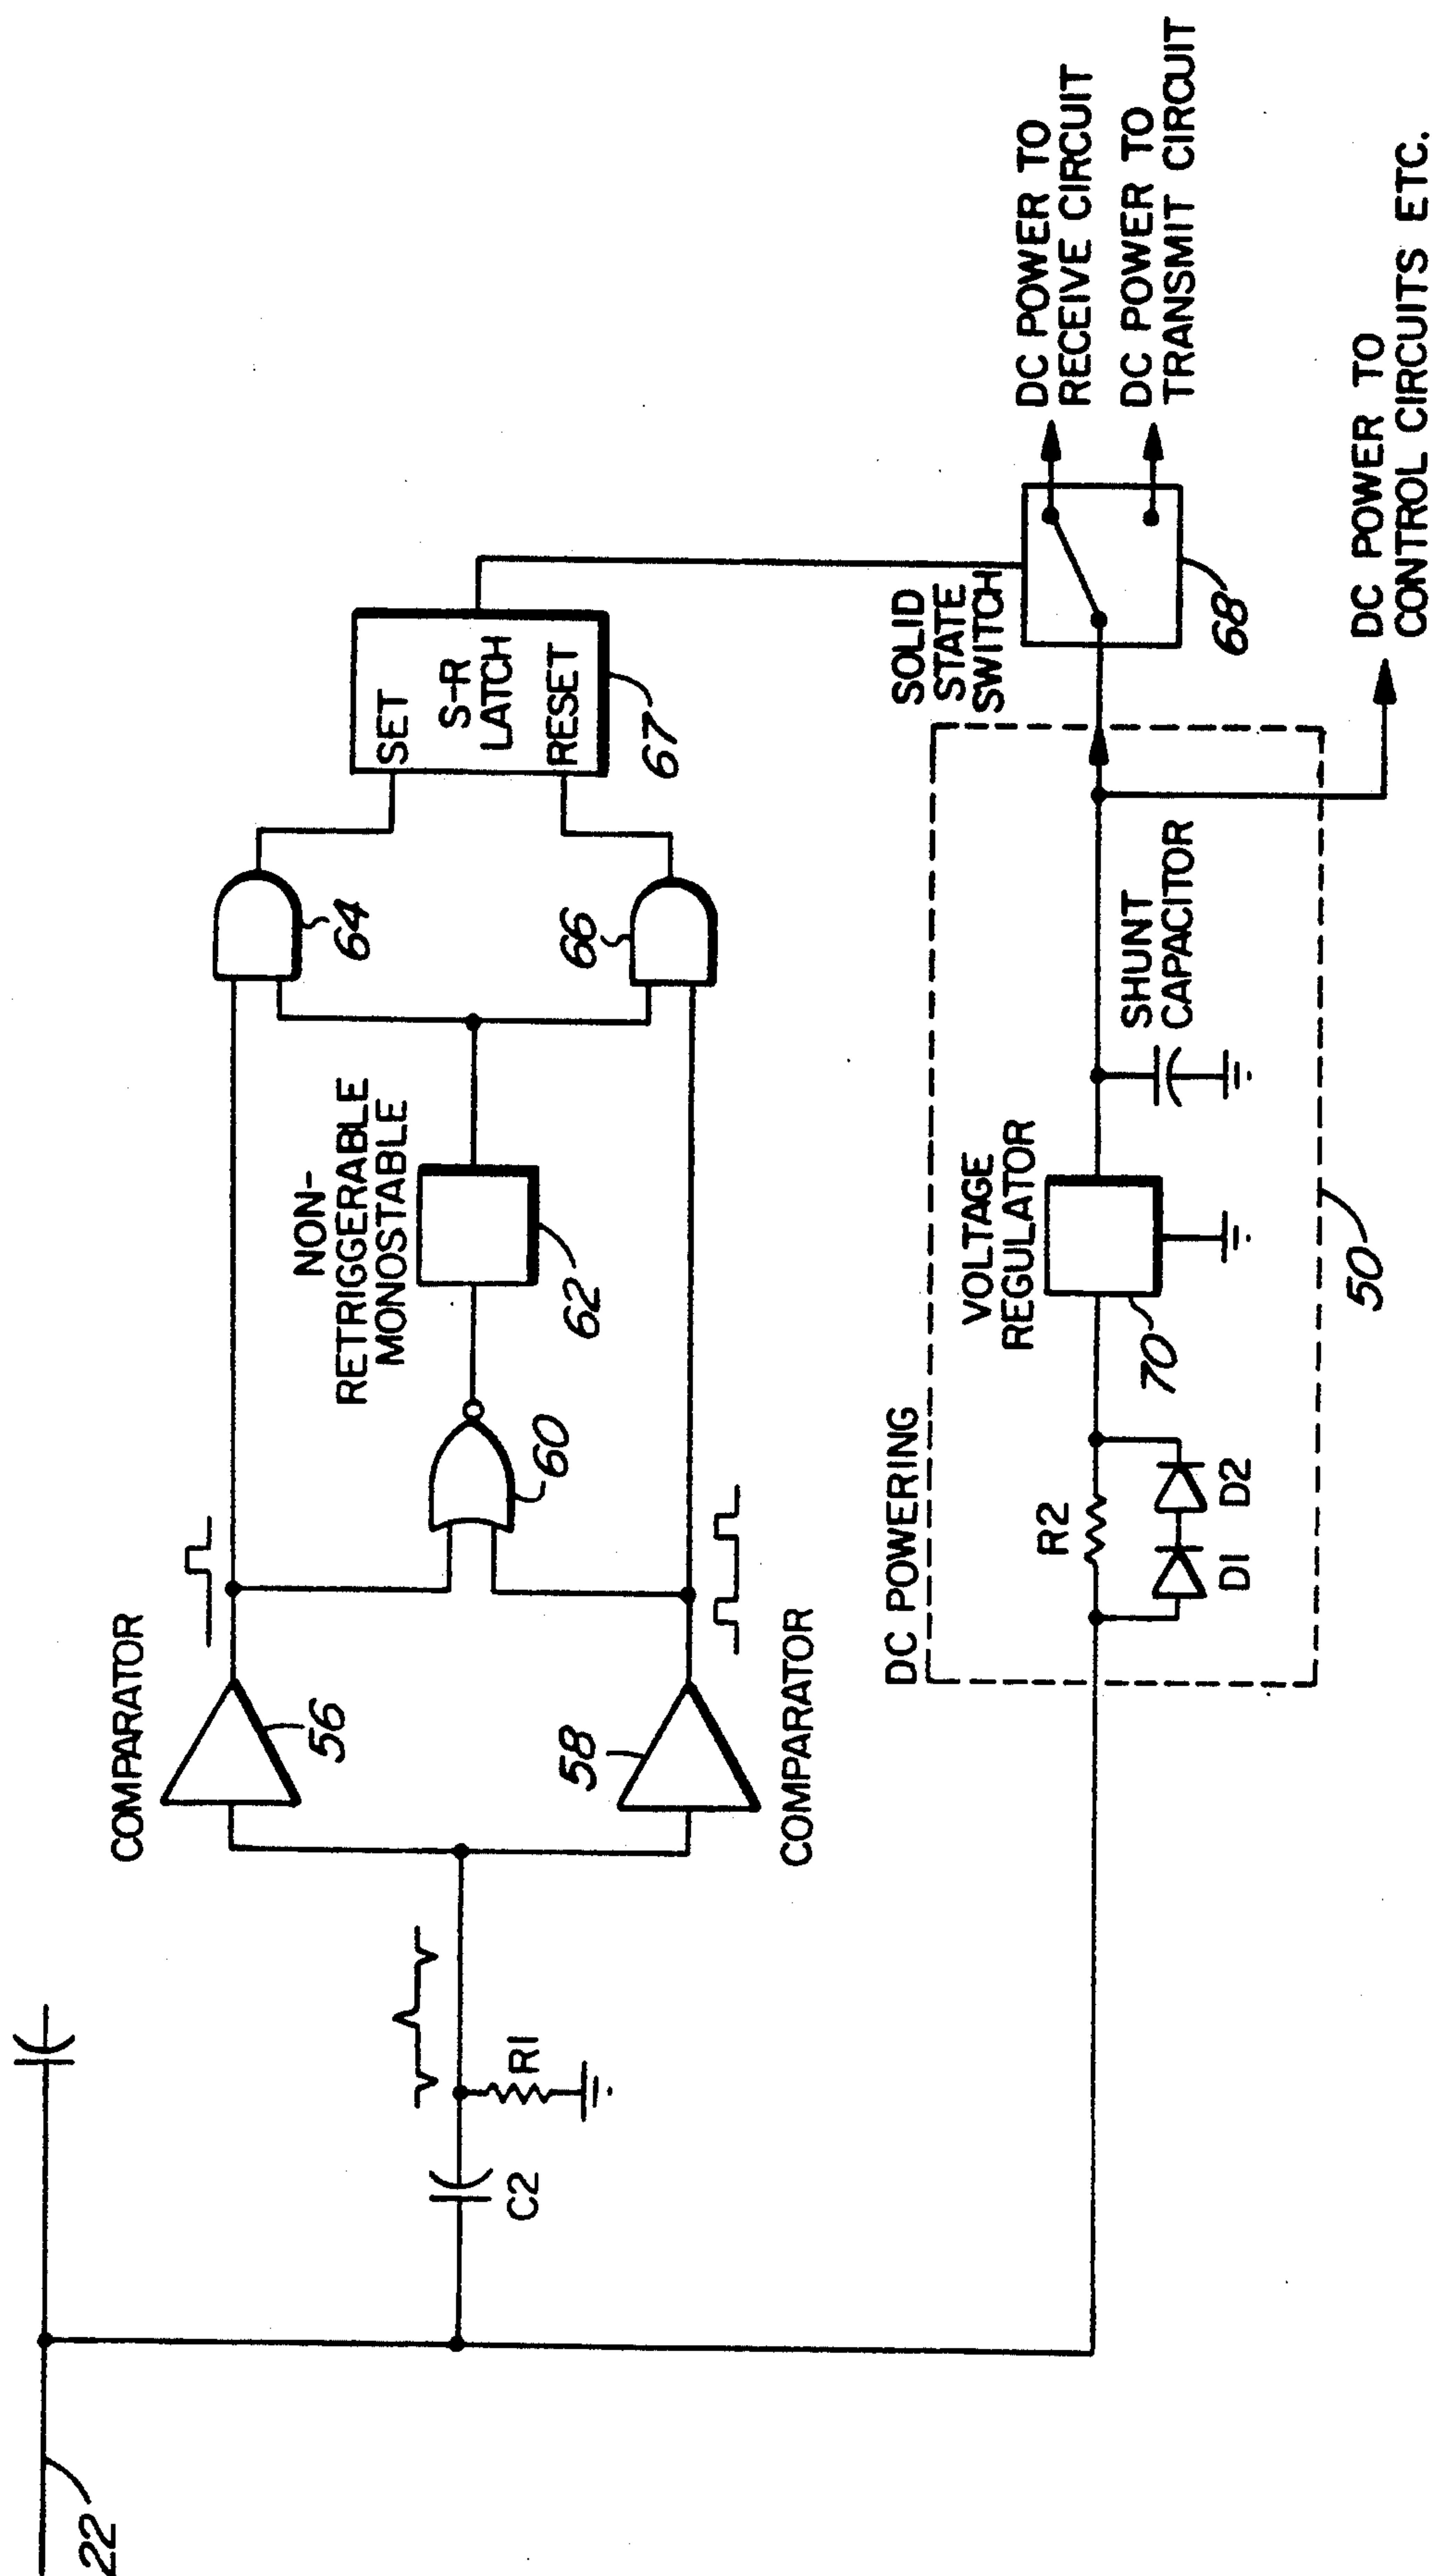 22
C2
R1
COMPARATOR
56
58
COMPARATOR
60
NON-
RETRIGGERABLE
MONOSTABLE
62
64
66
SET
S-R
LATCH
RESET
67
SOLID
STATE
SWITCH
68
DC POWER TO
RECEIVE CIRCUIT
DC POWER TO
TRANSMIT CIRCUIT
DC POWERING
R2
D1
D2
VOLTAGE
REGULATOR
70
SHUNT
CAPACITOR
50
DC POWER TO
CONTROL CIRCUITS ETC.